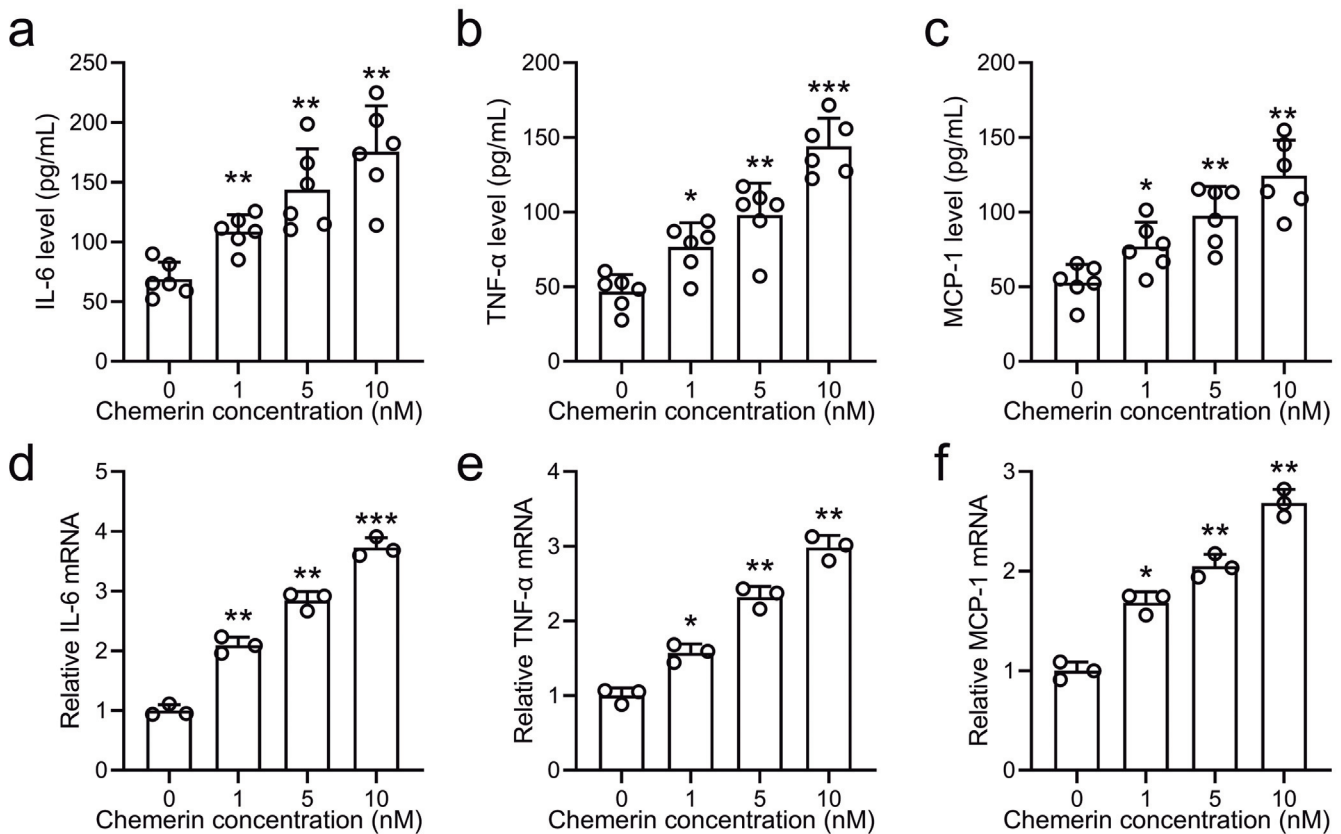 a
IL-6 level (pg/mL)
250
200
150
100
50
0
**
**
**
0 1 5 10
Chemerin concentration (nM)
b
TNF-α level (pg/mL)
200
150
100
50
0
*
**
***
0 1 5 10
Chemerin concentration (nM)
c
MCP-1 level (pg/mL)
200
150
100
50
0
*
**
**
0 1 5 10
Chemerin concentration (nM)
d
Relative IL-6 mRNA
5
4
3
2
1
0
**
**
***
0 1 5 10
Chemerin concentration (nM)
e
Relative TNF-α mRNA
4
3
2
1
0
*
**
**
0 1 5 10
Chemerin concentration (nM)
f
Relative MCP-1 mRNA
3
2
1
0
*
**
**
0 1 5 10
Chemerin concentration (nM)